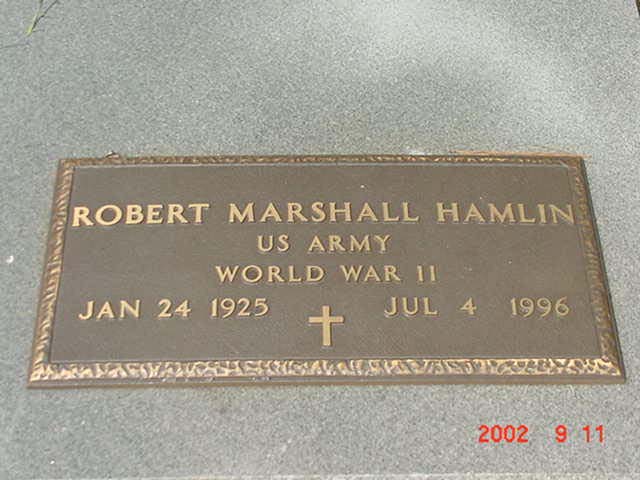 ROBERT MARSHALL HAMLIN
US ARMY
WORLD WAR II
JAN 24 1925 JUL 4 1996
2002 9 11